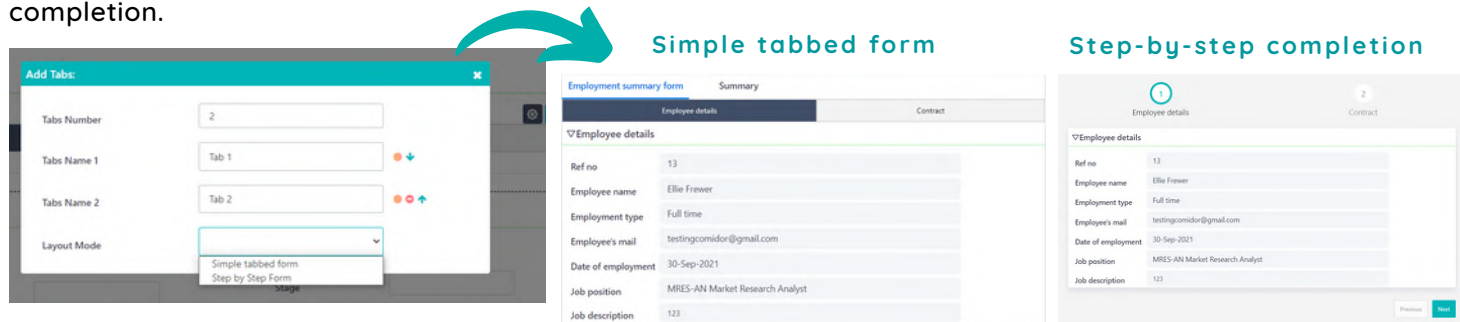 completion.
Simple tabbed form
Step-by-step completion
Add Tabs:
Tabs Number
2
Tabs Name 1
Tab 1
Tabs Name 2
Tab 2
Layout Mode
Simple tabbed form
Step by Step Form
Stage
Employment summary form Summary
Employee details Contract
Employee details
Ref no 13
Employee name Ellie Frewer
Employment type Full time
Employee's mail testingcomidor@gmail.com
Date of employment 30-Sep-2021
Job position MRES-AN Market Research Analyst
Job description 123
1 2
Employee details Contract
Employee details
Ref no 13
Employee name Ellie Frewer
Employment type Full time
Employee's mail testingcomidor@gmail.com
Date of employment 30-Sep-2021
Job position MRES-AN Market Research Analyst
Job description 123
Previous Next